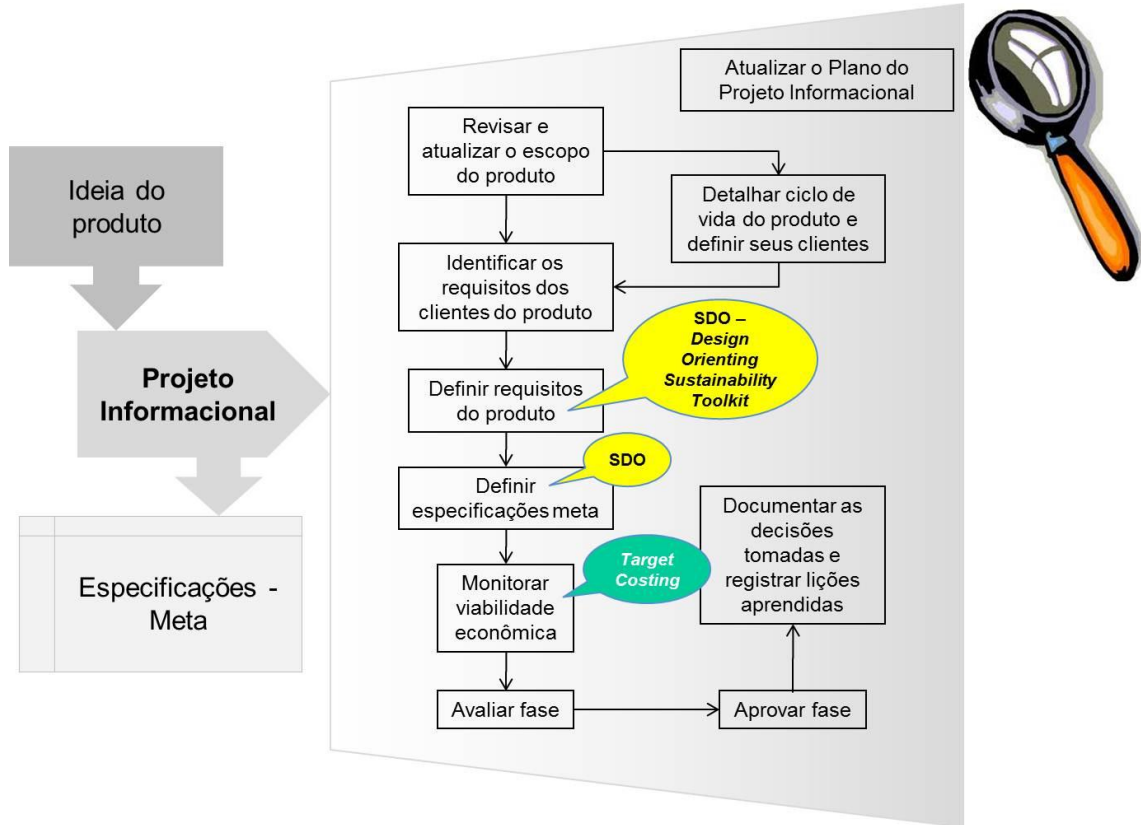 Ideia do
produto
Projeto
Informacional
Especificações -
Meta
Atualizar o Plano do
Projeto Informacional
Revisar e
atualizar o escopo
do produto
Detalhar ciclo de
vida do produto e
definir seus clientes
Identificar os
requisitos dos
clientes do produto
SDO –
Design
Orienting
Sustainability
Toolkit
Definir requisitos
do produto
SDO
Definir
especificações meta
Target
Costing
Monitorar
viabilidade
econômica
Documentar as
decisões
tomadas e
registrar lições
aprendidas
Avaliar fase
Aprovar fase